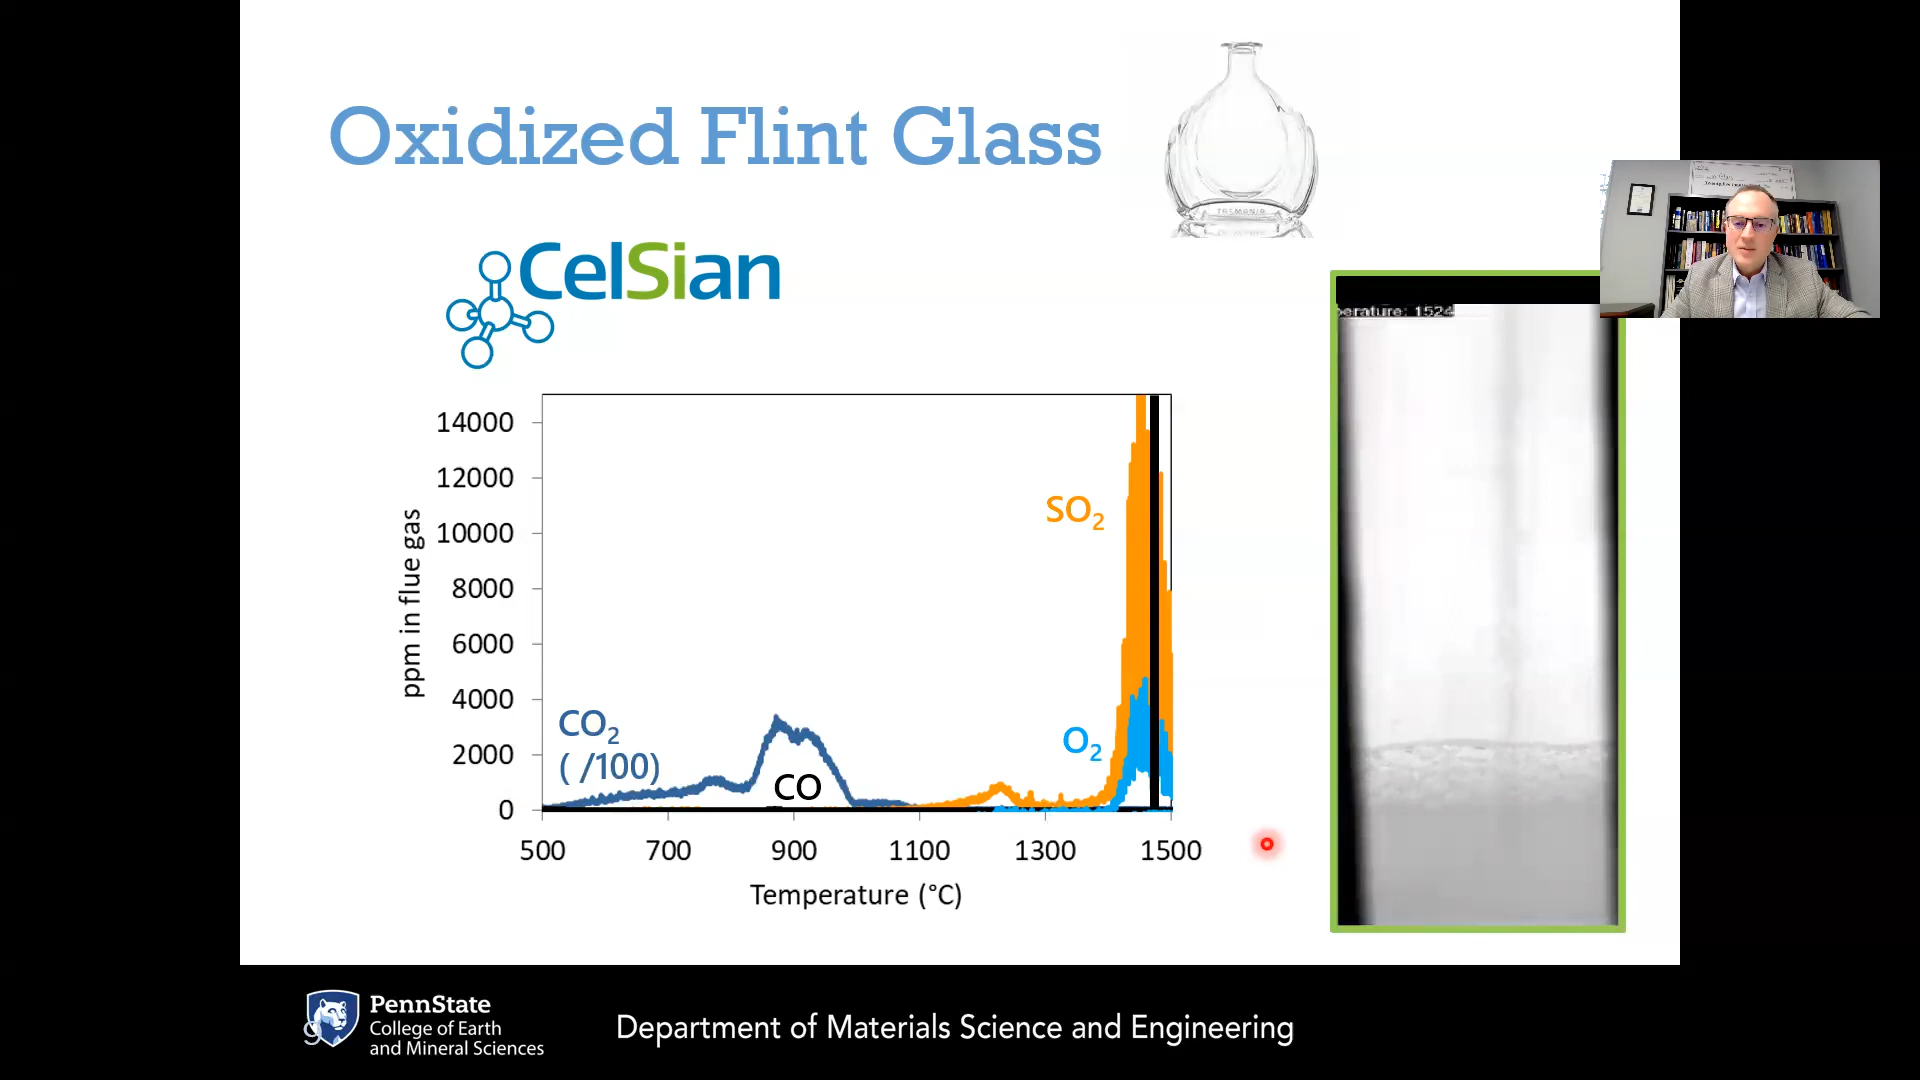 Oxidized Flint Glass
TASMANIA
CelSian
erature: 1524
14000
12000
10000
8000
6000
4000
2000
0
ppm in flue gas
SO₂
O₂
CO₂
( /100)
CO
500 700 900 1100 1300 1500
Temperature (°C)
9
PennState
College of Earth
and Mineral Sciences
Department of Materials Science and Engineering